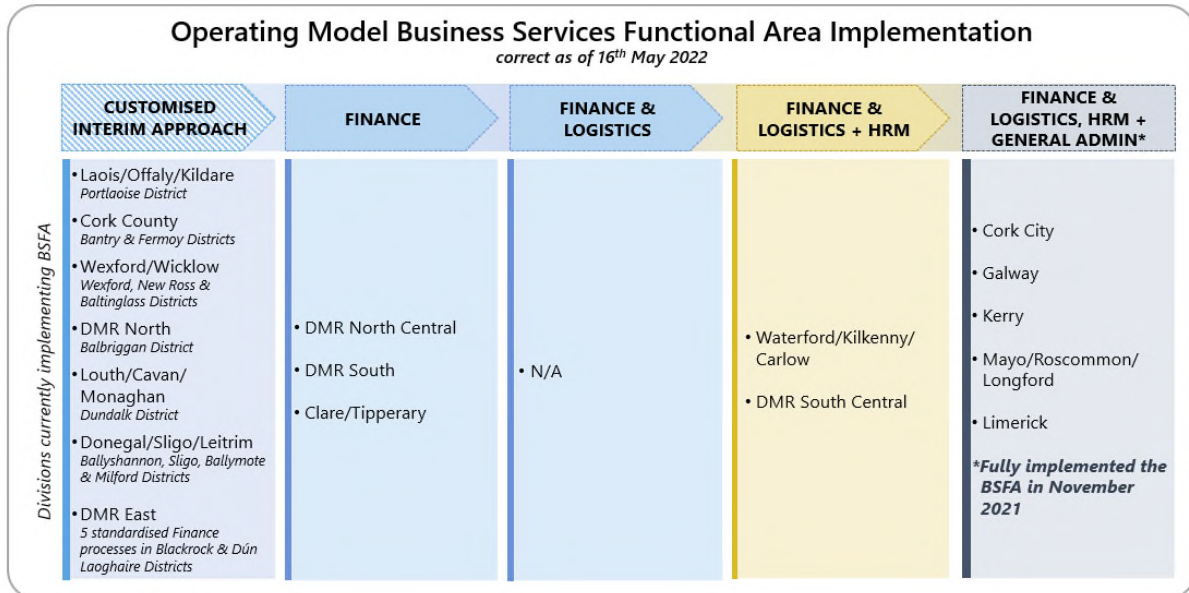 Operating Model Business Services Functional Area Implementation
correct as of 16th May 2022
CUSTOMISED
INTERIM APPROACH
FINANCE
FINANCE &
LOGISTICS
FINANCE &
LOGISTICS + HRM
FINANCE &
LOGISTICS, HRM +
GENERAL ADMIN*
Divisions currently implementing BSFA
• Laois/Offaly/Kildare
Portlaoise District
• Cork County
Bantry & Fermoy Districts
• Wexford/Wicklow
Wexford, New Ross &
Baltinglass Districts
• DMR North
Balbriggan District
• Louth/Cavan/
Monaghan
Dundalk District
• Donegal/Sligo/Leitrim
Ballyshannon, Sligo, Ballymote
& Milford Districts
• DMR East
5 standardised Finance
processes in Blackrock & Dún
Laoghaire Districts
• DMR North Central
• DMR South
• Clare/Tipperary
• N/A
• Waterford/Kilkenny/
Carlow
• DMR South Central
• Cork City
• Galway
• Kerry
• Mayo/Roscommon/
Longford
• Limerick
*Fully implemented the
BSFA in November
2021